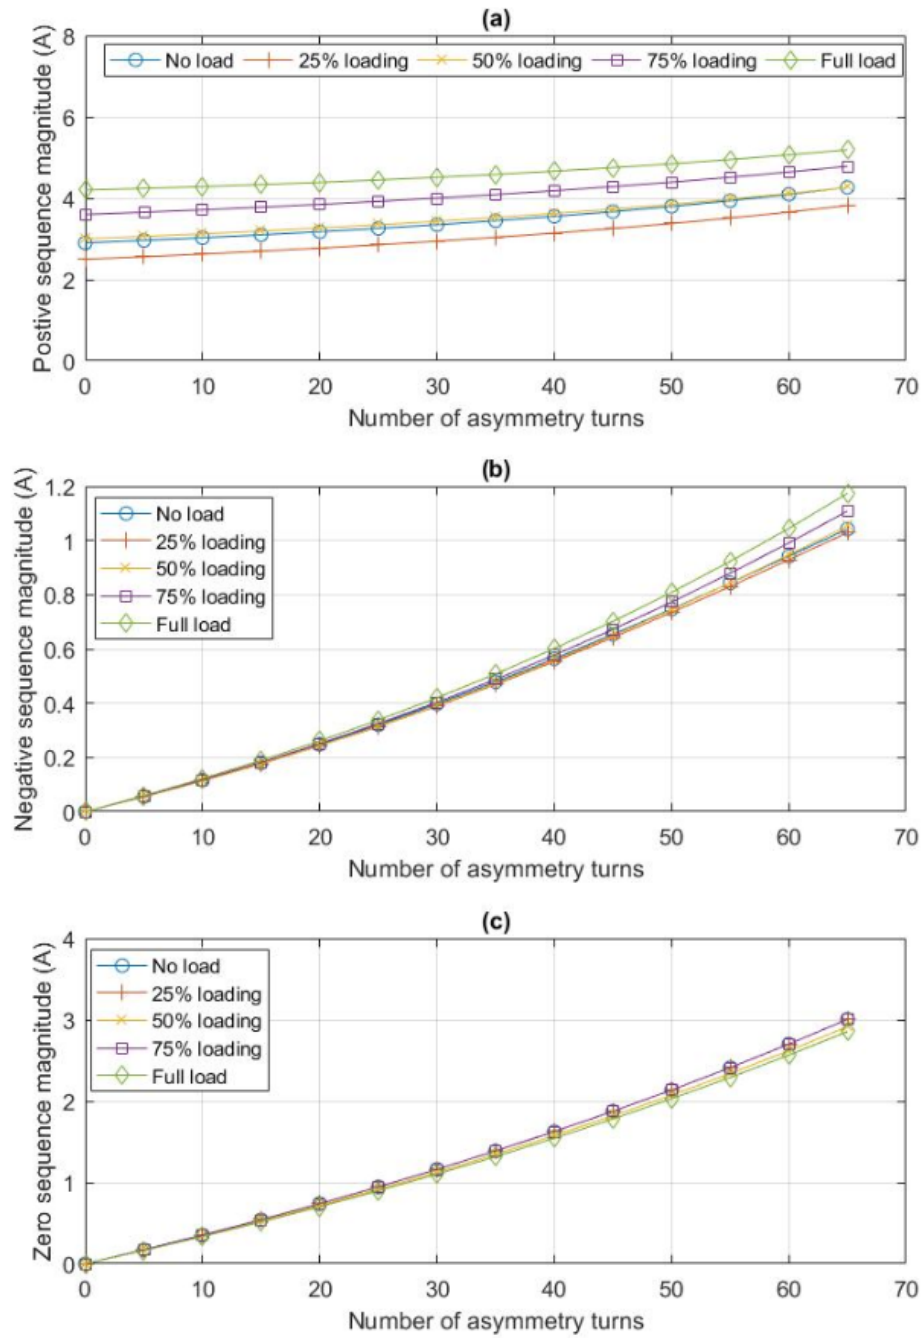 (a)
Postive sequence magnitude (A)
8
6
4
2
0
No load 25% loading 50% loading 75% loading Full load
0 10 20 30 40 50 60 70
Number of asymmetry turns
(b)
Negative sequence magnitude (A)
1.2
1
0.8
0.6
0.4
0.2
0
No load
25% loading
50% loading
75% loading
Full load
0 10 20 30 40 50 60 70
Number of asymmetry turns
(c)
Zero sequence magnitude (A)
4
3
2
1
0
No load
25% loading
50% loading
75% loading
Full load
0 10 20 30 40 50 60 70
Number of asymmetry turns